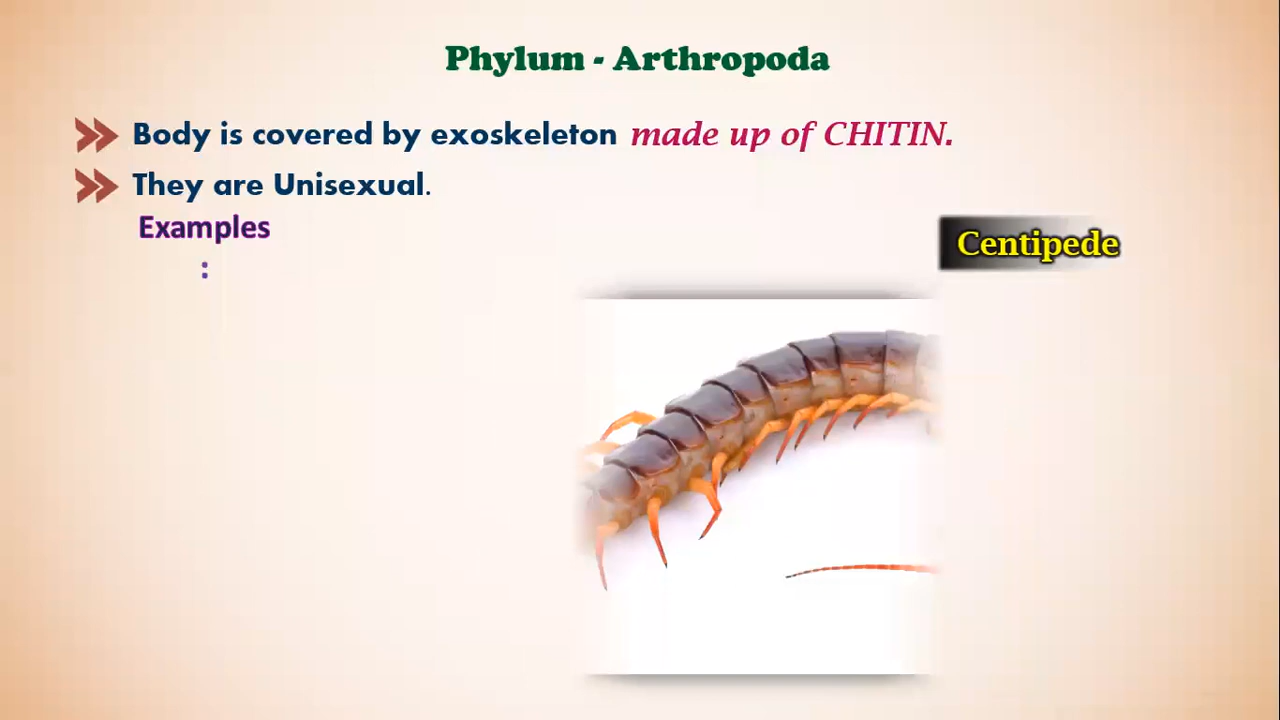 Phylum - Arthropoda
Body is covered by exoskeleton made up of CHITIN.
They are Unisexual.
Examples
:
Centipede